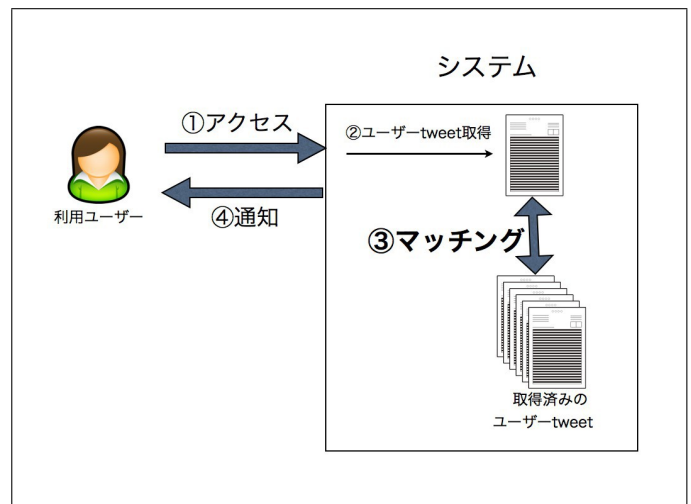 システム
①アクセス
②ユーザーtweet取得
利用ユーザー
④通知
③マッチング
取得済みの
ユーザーtweet